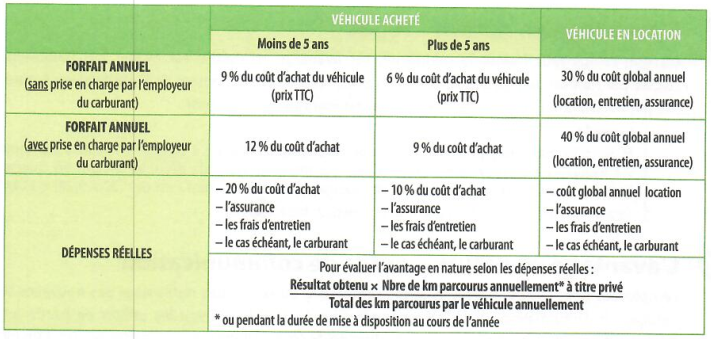 VÉHICULE ACHETÉ
VÉHICULE EN LOCATION
Moins de 5 ans
Plus de 5 ans
FORFAIT ANNUEL
(sans prise en charge par l'employeur
du carburant)
9 % du coût d'achat du véhicule
(prix TTC)
6 % du coût d'achat du véhicule
(prix TTC)
30 % du coût global annuel
(location, entretien, assurance)
FORFAIT ANNUEL
(avec prise en charge par l'employeur
du carburant)
12 % du coût d'achat
9 % du coût d'achat
40 % du coût global annuel
(location, entretien, assurance)
DÉPENSES RÉELLES
– 20 % du coût d'achat
– l'assurance
– les frais d'entretien
– le cas échéant, le carburant
– 10 % du coût d'achat
– l'assurance
– les frais d'entretien
– le cas échéant, le carburant
– coût global annuel location
– l'assurance
– les frais d'entretien
– le cas échéant, le carburant
Pour évaluer l'avantage en nature selon les dépenses réelles :
Résultat obtenu × Nbre de km parcourus annuellement* à titre privé
Total des km parcourus par le véhicule annuellement
* ou pendant la durée de mise à disposition au cours de l'année